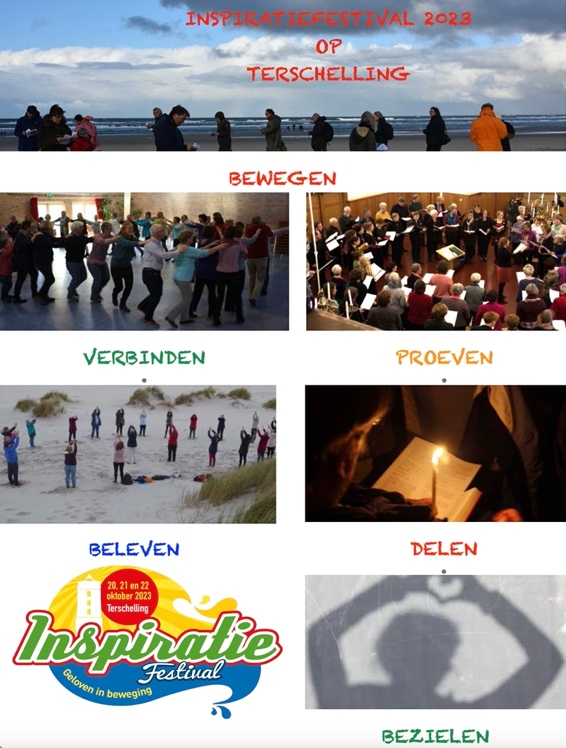 INSPIRATIEFESTIVAL 2023
OP
TERSCHELLING
BEWEGEN
VERBINDEN
PROEVEN
BELEVEN
DELEN
20, 21 en 22
oktober 2023
Terschelling
Inspiratie
Festival
Geloven in beweging
BEZIELEN